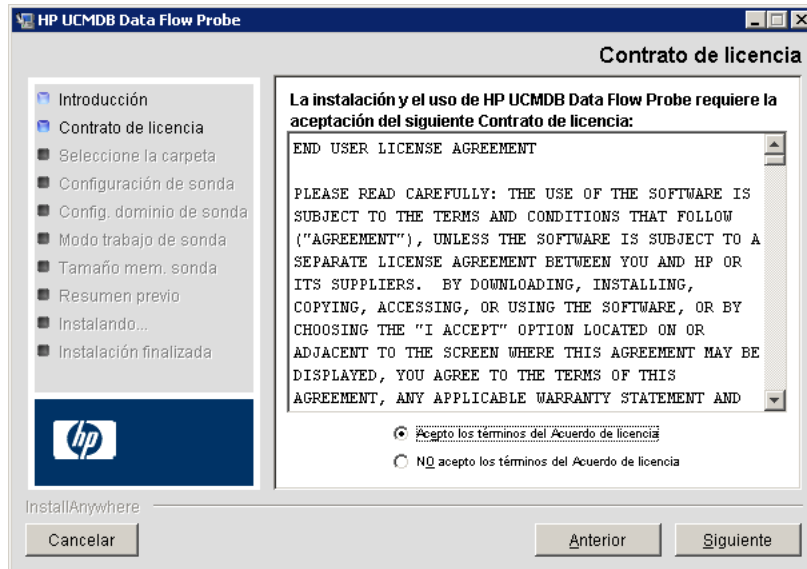 HP UCMDB Data Flow Probe
Contrato de licencia
Introducción
Contrato de licencia
Seleccione la carpeta
Configuración de sonda
Config. dominio de sonda
Modo trabajo de sonda
Tamaño mem. sonda
Resumen previo
Instalando...
Instalación finalizada
hp
La instalación y el uso de HP UCMDB Data Flow Probe requiere la
aceptación del siguiente Contrato de licencia:
END USER LICENSE AGREEMENT
PLEASE READ CAREFULLY: THE USE OF THE SOFTWARE IS
SUBJECT TO THE TERMS AND CONDITIONS THAT FOLLOW
("AGREEMENT"), UNLESS THE SOFTWARE IS SUBJECT TO A
SEPARATE LICENSE AGREEMENT BETWEEN YOU AND HP OR
ITS SUPPLIERS.  BY DOWNLOADING, INSTALLING,
COPYING, ACCESSING, OR USING THE SOFTWARE, OR BY
CHOOSING THE "I ACCEPT" OPTION LOCATED ON OR
ADJACENT TO THE SCREEN WHERE THIS AGREEMENT MAY BE
DISPLAYED, YOU AGREE TO THE TERMS OF THIS
AGREEMENT, ANY APPLICABLE WARRANTY STATEMENT AND
Acepto los términos del Acuerdo de licencia
NO acepto los términos del Acuerdo de licencia
InstallAnywhere
Cancelar
Anterior
Siguiente